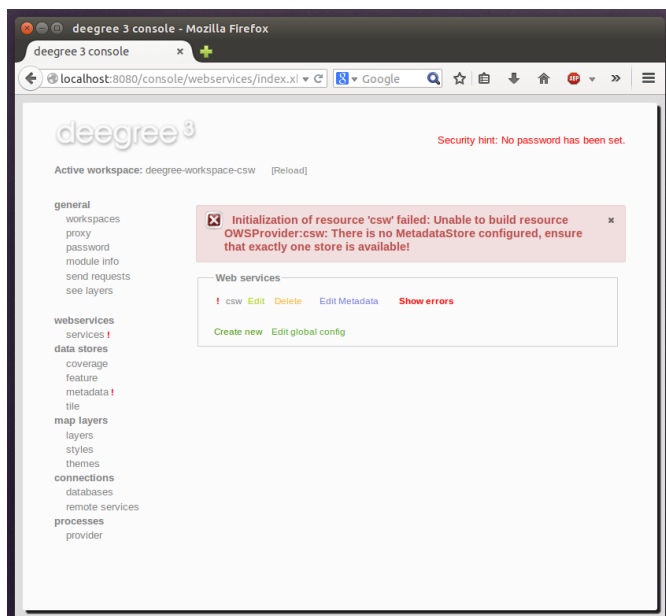 deegree 3 console - Mozilla Firefox
deegree 3 console
localhost:8080/console/webservices/index.xl
Google
ABP
deegree 3
Security hint: No password has been set.
Active workspace: deegree-workspace-csw [Reload]
general
workspaces
proxy
password
module info
send requests
see layers
webservices
services !
data stores
coverage
feature
metadata !
tile
map layers
layers
styles
themes
connections
databases
remote services
processes
provider
Initialization of resource 'csw' failed: Unable to build resource
OWSProvider:csw: There is no MetadataStore configured, ensure
that exactly one store is available!
Web services
! csw Edit Delete Edit Metadata Show errors
Create new Edit global config